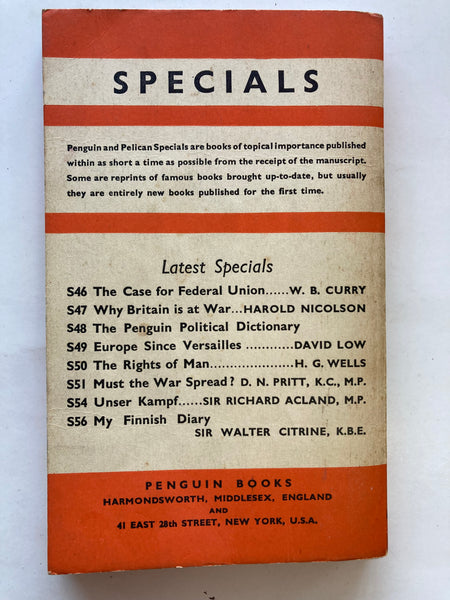 SPECIALS
Penguin and Pelican Specials are books of topical importance published
within as short a time as possible from the receipt of the manuscript.
Some are reprints of famous books brought up-to-date, but usually
they are entirely new books published for the first time.
Latest Specials
S46 The Case for Federal Union......W. B. CURRY
S47 Why Britain is at War...HAROLD NICOLSON
S48 The Penguin Political Dictionary
S49 Europe Since Versailles ............DAVID LOW
S50 The Rights of Man....................H. G. WELLS
S51 Must the War Spread? D. N. PRITT, K.C., M.P.
S54 Unser Kampf......SIR RICHARD ACLAND, M.P.
S56 My Finnish Diary
SIR WALTER CITRINE, K.B.E.
PENGUIN BOOKS
HARMONDSWORTH, MIDDLESEX, ENGLAND
AND
41 EAST 28th STREET, NEW YORK, U.S.A.